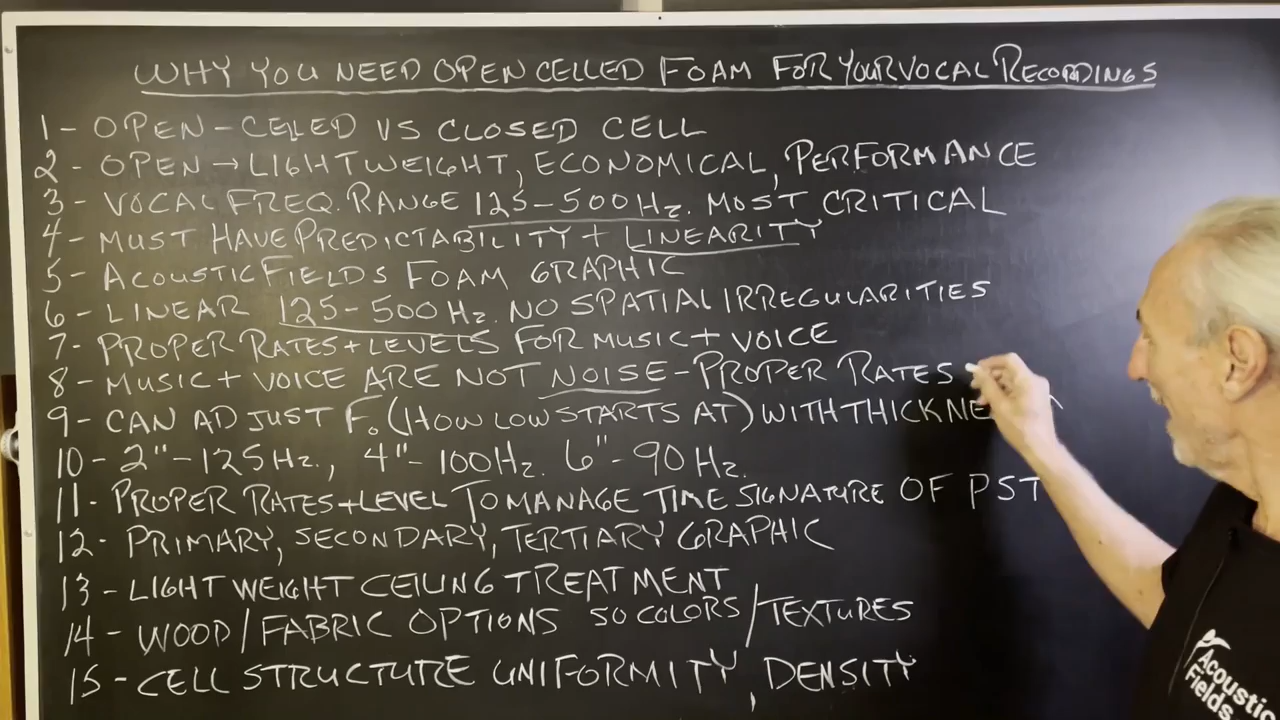 WHY YOU NEED OPEN CELLED FOAM FOR YOUR VOCAL RECORDINGS
1 - OPEN-CELLED VS CLOSED CELL
2 - OPEN → LIGHTWEIGHT, ECONOMICAL, PERFORMANCE
3 - VOCAL FREQ. RANGE 125-500 Hz. MOST CRITICAL
4 - MUST HAVE PREDICTABILITY + LINEARITY
5 - ACOUSTIC FIELDS FOAM GRAPHIC
6 - LINEAR 125-500 Hz. NO SPATIAL IRREGULARITIES
7 - PROPER RATES + LEVELS FOR MUSIC + VOICE
8 - MUSIC + VOICE ARE NOT NOISE - PROPER RATES
9 - CAN ADJUST F₀ (HOW LOW STARTS AT) WITH
10 - 2" - 125 Hz., 4" - 100 Hz. 6" - 90 Hz.
11 - PROPER RATES + LEVEL TO MANAGE TIME SIGNATURE OF PST
12 - PRIMARY, SECONDARY, TERTIARY GRAPHIC
13 - LIGHT WEIGHT CEILING TREATMENT
14 - WOOD / FABRIC OPTIONS 50 COLORS / TEXTURES
15 - CELL STRUCTURE UNIFORMITY, DENSITY
Acoustic
Fields